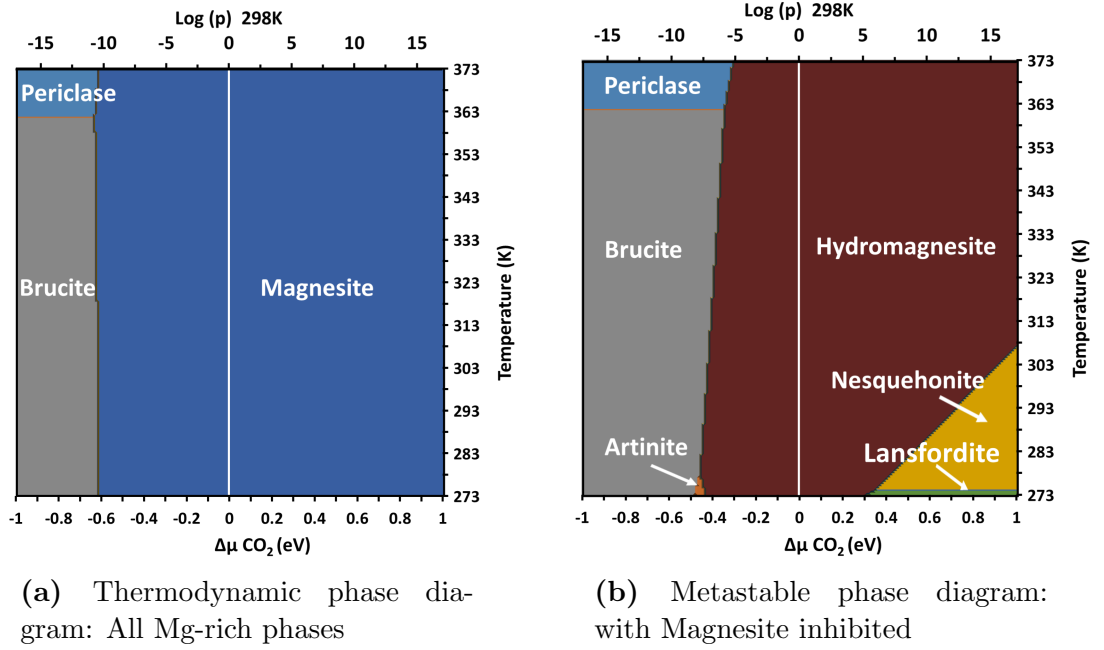 Log (p) 298K
-15 -10 -5 0 5 10 15
Periclase
Brucite
Magnesite
373
363
353
343
333
323
313
303
293
283
273
Temperature (K)
-1 -0.8 -0.6 -0.4 -0.2 0 0.2 0.4 0.6 0.8 1
Δμ CO₂ (eV)
(a) Thermodynamic phase dia-
gram: All Mg-rich phases
Log (p) 298K
-15 -10 -5 0 5 10 15
Periclase
Brucite
Hydromagnesite
Nesquehonite
Artinite
Lansfordite
373
363
353
343
333
323
313
303
293
283
273
Temperature (K)
-1 -0.8 -0.6 -0.4 -0.2 0 0.2 0.4 0.6 0.8 1
Δμ CO₂ (eV)
(b) Metastable phase diagram:
with Magnesite inhibited